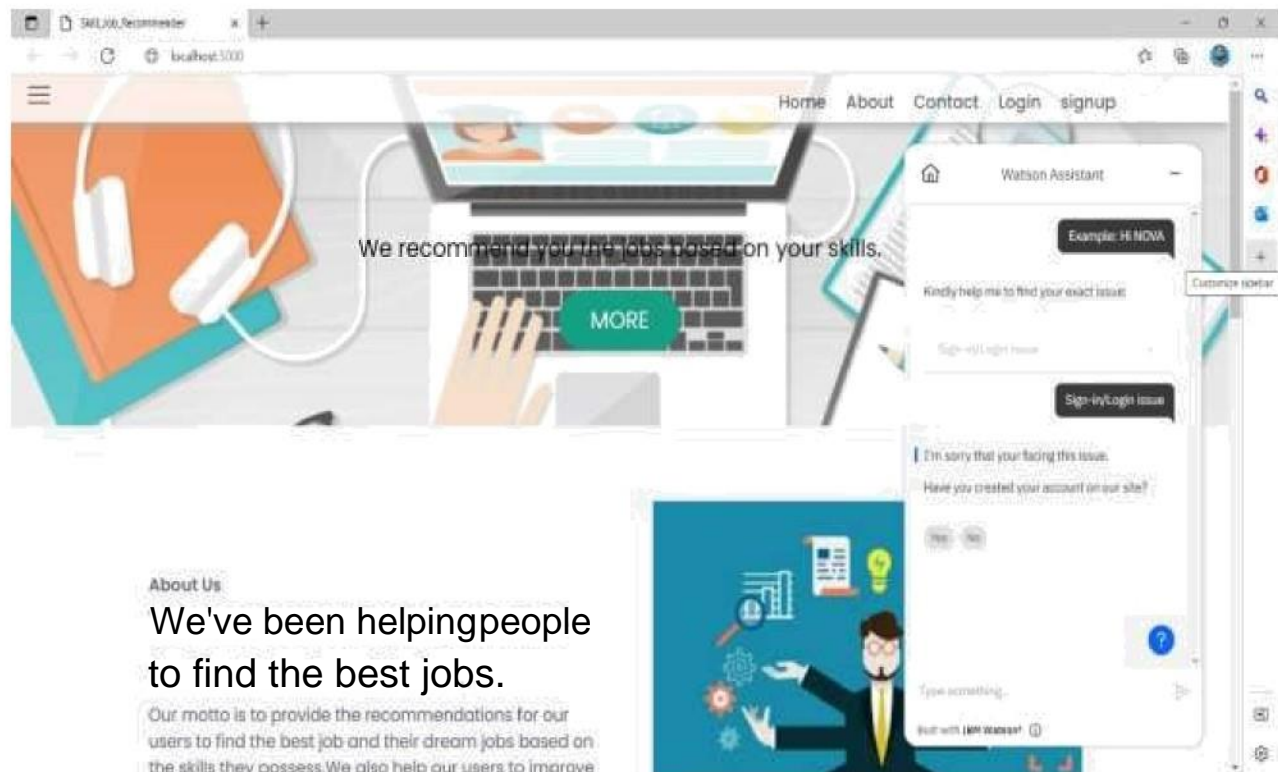 Skill_Job_Recommender
localhost:5000
Home About Contact Login signup
We recommend you the jobs based on your skills.
MORE
Watson Assistant
Example: Hi NOVA
Kindly help me to find your exact issue:
Sign-in/Login issue
Sign-in/Login issue
I'm sorry that your facing this issue.
Have you created your account on our site?
Yes No
?
Type something...
Built with IBM Watson® ⓘ
Customize sidebar
About Us
We've been helpingpeople
to find the best jobs.
Our motto is to provide the recommendations for our
users to find the best job and their dream jobs based on
the skills they possess.We also help our users to improve